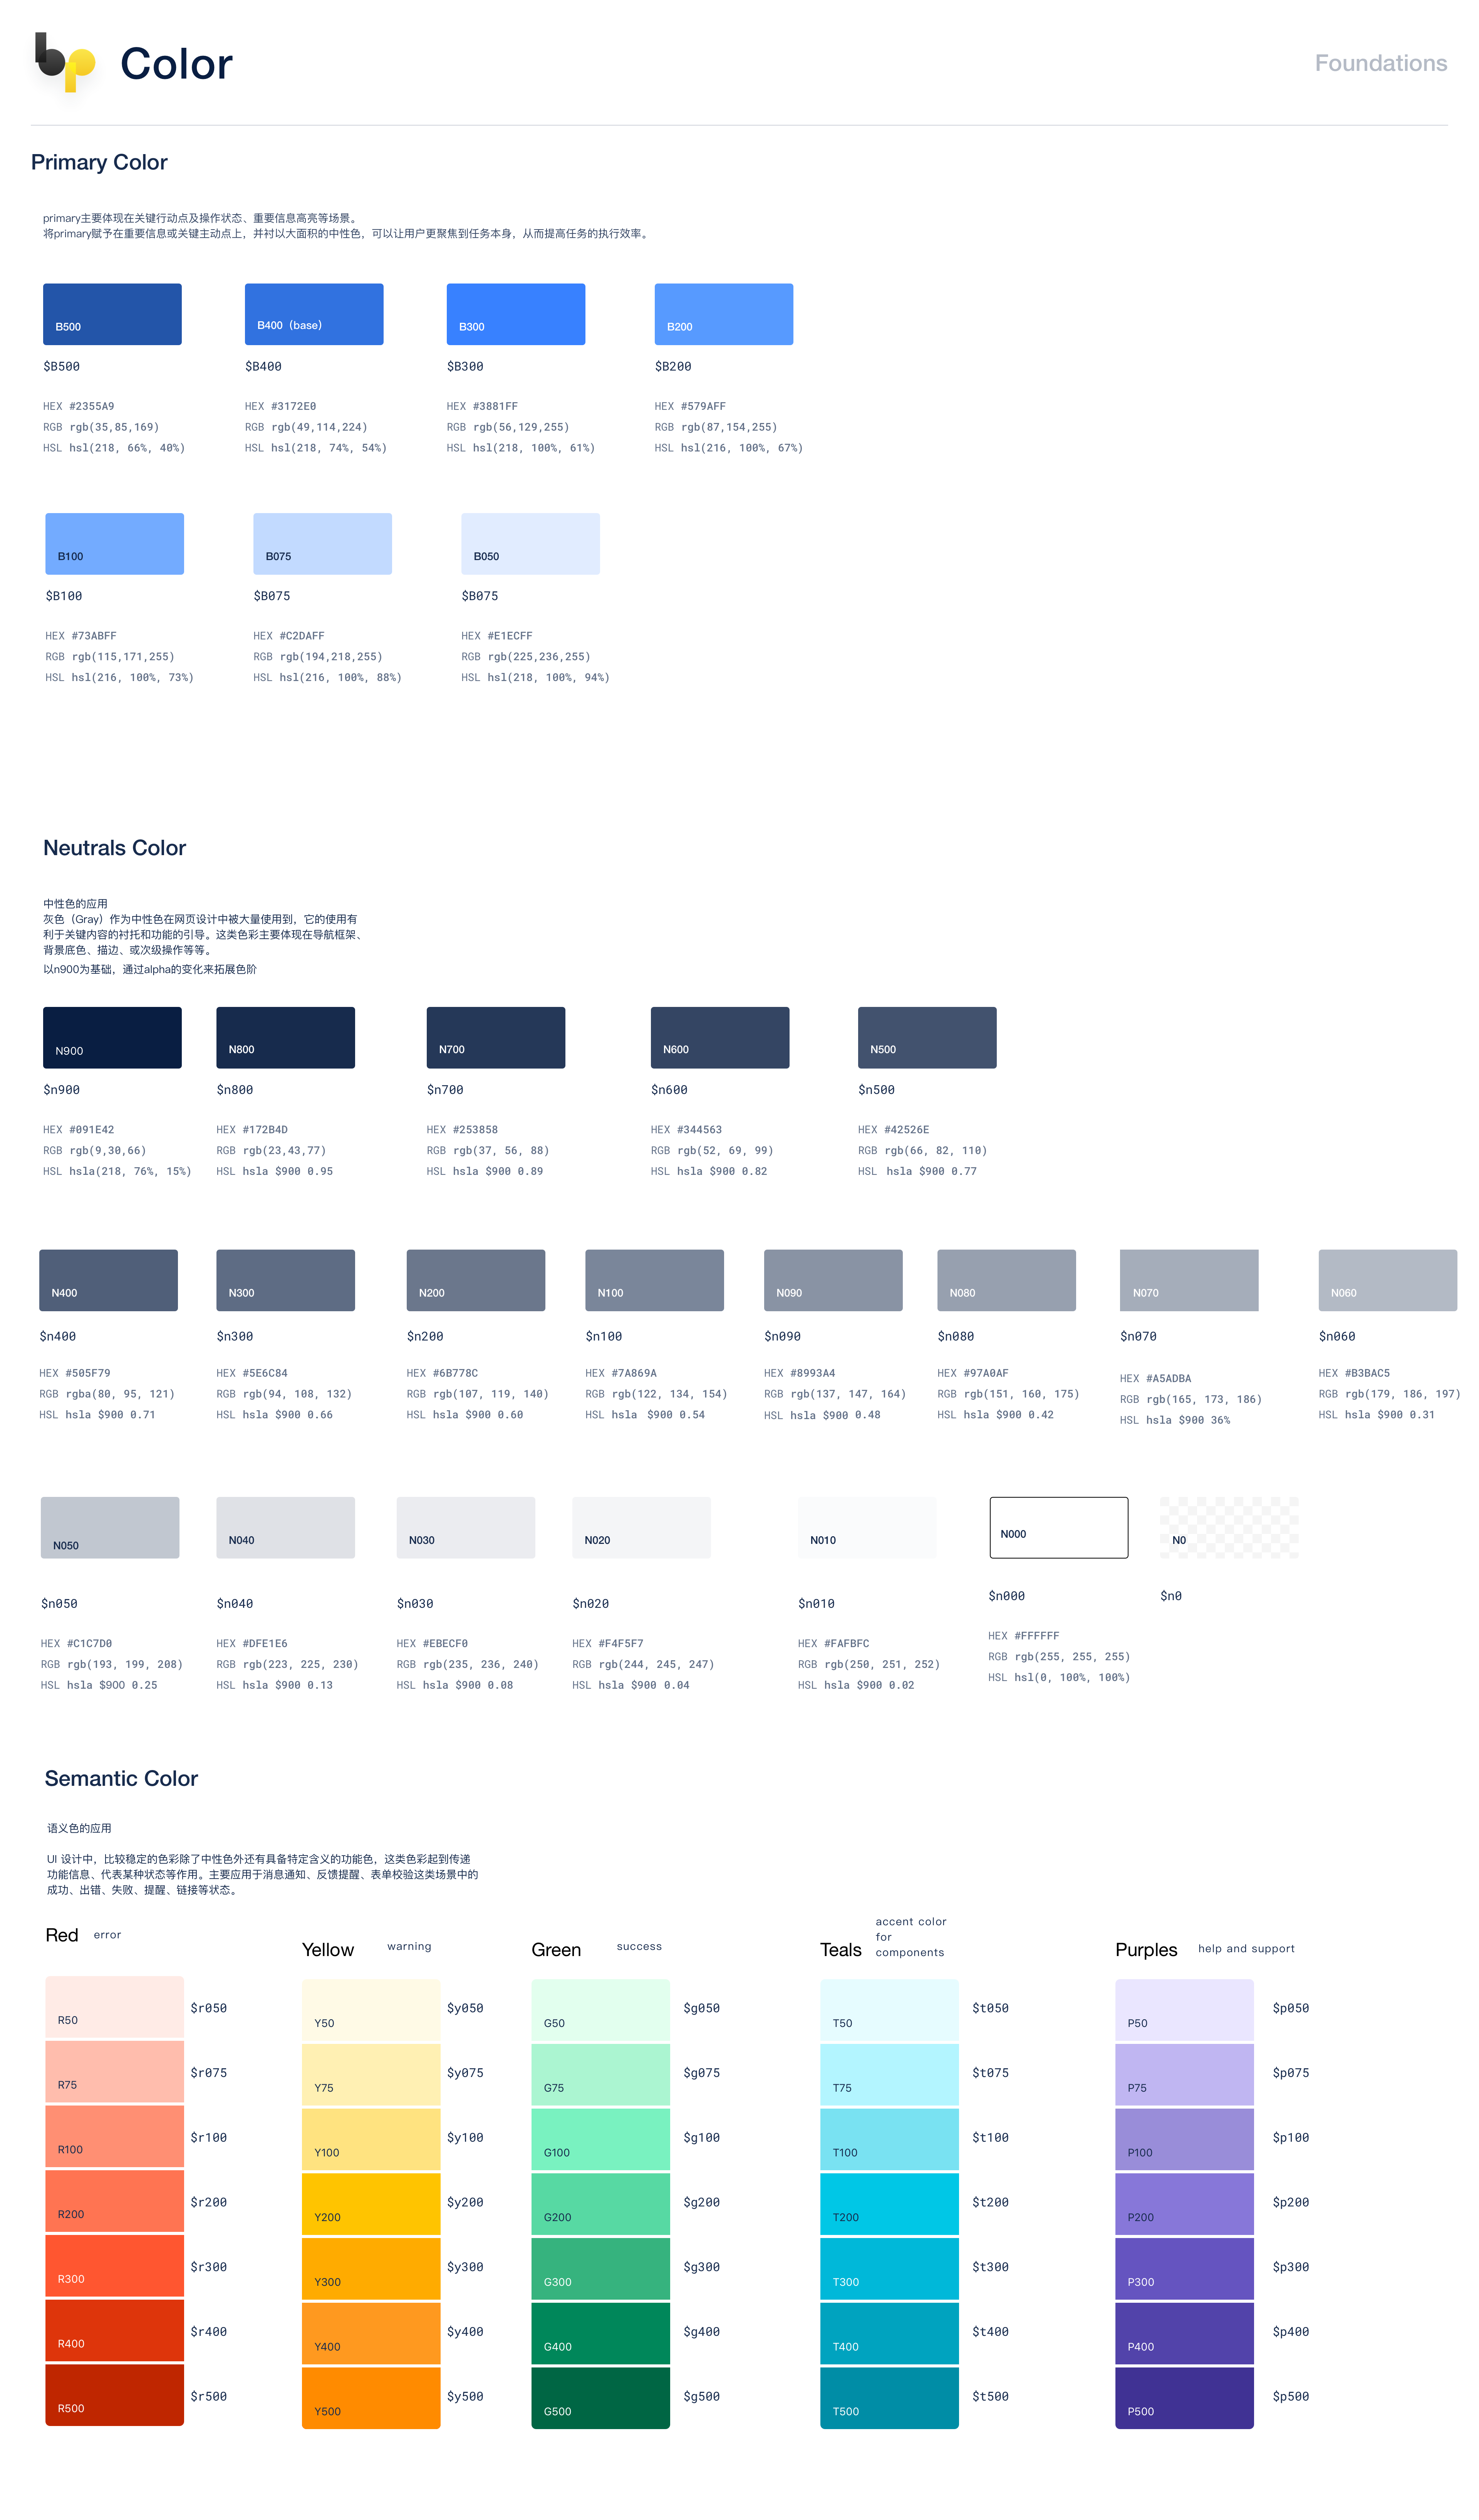 bp
Color
Foundations
Primary Color
primary主要体现在关键行动点及操作状态、重要信息高亮等场景。
将primary赋予在重要信息或关键主动点上，并衬以大面积的中性色，可以让用户更聚焦到任务本身，从而提高任务的执行效率。
B500 B400（base） B300 B200
$B500 $B400 $B300 $B200
HEX #2355A9 HEX #3172E0 HEX #3881FF HEX #579AFF
RGB rgb(35,85,169) RGB rgb(49,114,224) RGB rgb(56,129,255) RGB rgb(87,154,255)
HSL hsl(218, 66%, 40%) HSL hsl(218, 74%, 54%) HSL hsl(218, 100%, 61%) HSL hsl(216, 100%, 67%)
B100 B075 B050
$B100 $B075 $B075
HEX #73ABFF HEX #C2DAFF HEX #E1ECFF
RGB rgb(115,171,255) RGB rgb(194,218,255) RGB rgb(225,236,255)
HSL hsl(216, 100%, 73%) HSL hsl(216, 100%, 88%) HSL hsl(218, 100%, 94%)
Neutrals Color
中性色的应用
灰色（Gray）作为中性色在网页设计中被大量使用到，它的使用有
利于关键内容的衬托和功能的引导。这类色彩主要体现在导航框架、
背景底色、描边、或次级操作等等。
以n900为基础，通过alpha的变化来拓展色阶
N900 N800 N700 N600 N500
$n900 $n800 $n700 $n600 $n500
HEX #091E42 HEX #172B4D HEX #253858 HEX #344563 HEX #42526E
RGB rgb(9,30,66) RGB rgb(23,43,77) RGB rgb(37, 56, 88) RGB rgb(52, 69, 99) RGB rgb(66, 82, 110)
HSL hsla(218, 76%, 15%) HSL hsla $900 0.95 HSL hsla $900 0.89 HSL hsla $900 0.82 HSL hsla $900 0.77
N400 N300 N200 N100 N090 N080 N070 N060
$n400 $n300 $n200 $n100 $n090 $n080 $n070 $n060
HEX #505F79 HEX #5E6C84 HEX #6B778C HEX #7A869A HEX #8993A4 HEX #97A0AF HEX #A5ADBA HEX #B3BAC5
RGB rgba(80, 95, 121) RGB rgb(94, 108, 132) RGB rgb(107, 119, 140) RGB rgb(122, 134, 154) RGB rgb(137, 147, 164) RGB rgb(151, 160, 175) RGB rgb(165, 173, 186) RGB rgb(179, 186, 197)
HSL hsla $900 0.71 HSL hsla $900 0.66 HSL hsla $900 0.60 HSL hsla $900 0.54 HSL hsla $900 0.48 HSL hsla $900 0.42 HSL hsla $900 36% HSL hsla $900 0.31
N050 N040 N030 N020 N010 N000 N0
$n050 $n040 $n030 $n020 $n010 $n000 $n0
HEX #C1C7D0 HEX #DFE1E6 HEX #EBECF0 HEX #F4F5F7 HEX #FAFBFC HEX #FFFFFF
RGB rgb(193, 199, 208) RGB rgb(223, 225, 230) RGB rgb(235, 236, 240) RGB rgb(244, 245, 247) RGB rgb(250, 251, 252) RGB rgb(255, 255, 255)
HSL hsla $900 0.25 HSL hsla $900 0.13 HSL hsla $900 0.08 HSL hsla $900 0.04 HSL hsla $900 0.02 HSL hsl(0, 100%, 100%)
Semantic Color
语义色的应用
UI 设计中，比较稳定的色彩除了中性色外还有具备特定含义的功能色，这类色彩起到传递
功能信息、代表某种状态等作用。主要应用于消息通知、反馈提醒、表单校验这类场景中的
成功、出错、失败、提醒、链接等状态。
Red error
Yellow warning
Green success
Teals accent color
for
components
Purples help and support
R50 $r050 Y50 $y050 G50 $g050 T50 $t050 P50 $p050
R75 $r075 Y75 $y075 G75 $g075 T75 $t075 P75 $p075
R100 $r100 Y100 $y100 G100 $g100 T100 $t100 P100 $p100
R200 $r200 Y200 $y200 G200 $g200 T200 $t200 P200 $p200
R300 $r300 Y300 $y300 G300 $g300 T300 $t300 P300 $p300
R400 $r400 Y400 $y400 G400 $g400 T400 $t400 P400 $p400
R500 $r500 Y500 $y500 G500 $g500 T500 $t500 P500 $p500